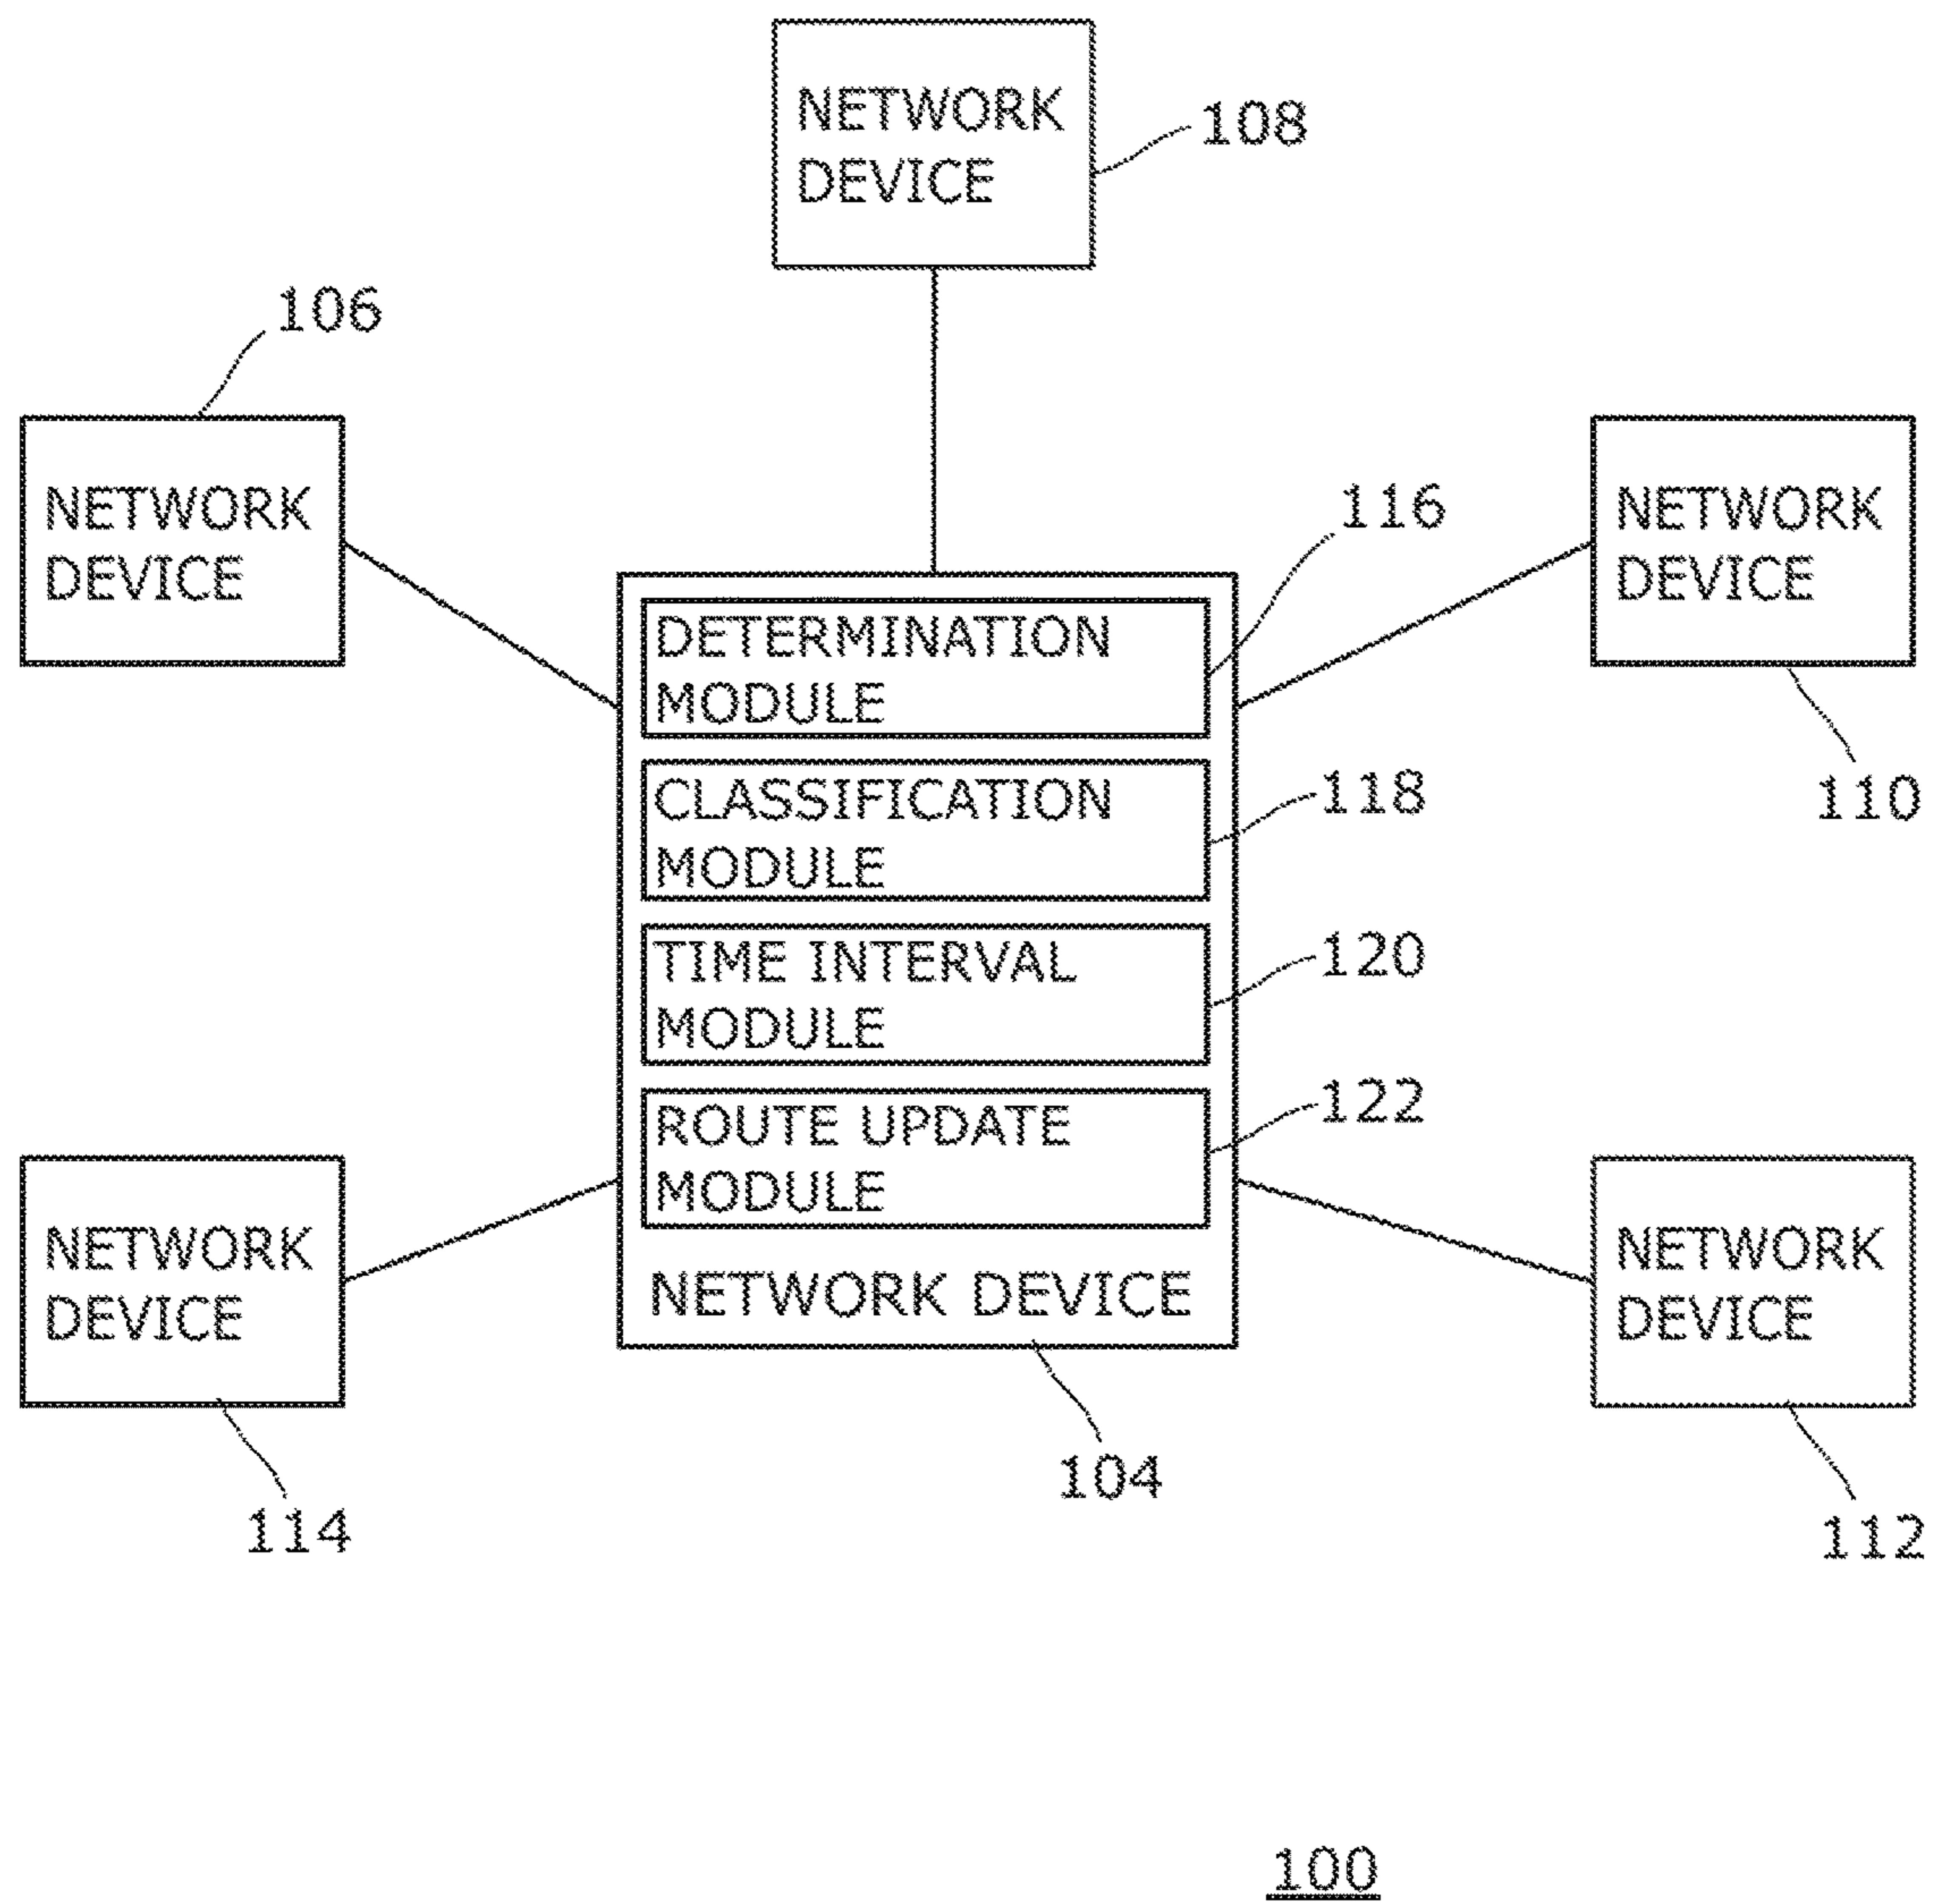 NETWORK
DEVICE
108
106
NETWORK
DEVICE
116
NETWORK
DEVICE
110
DETERMINATION
MODULE
CLASSIFICATION
MODULE
118
TIME INTERVAL
MODULE
120
ROUTE UPDATE
MODULE
122
NETWORK DEVICE
104
NETWORK
DEVICE
114
NETWORK
DEVICE
112
100